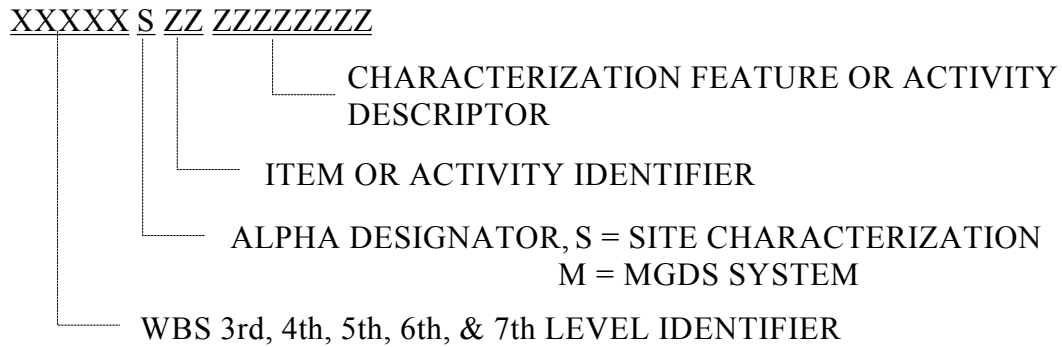 XXXXX S ZZ ZZZZZZZZ
CHARACTERIZATION FEATURE OR ACTIVITY
DESCRIPTOR
ITEM OR ACTIVITY IDENTIFIER
ALPHA DESIGNATOR, S = SITE CHARACTERIZATION
M = MGDS SYSTEM
WBS 3rd, 4th, 5th, 6th, & 7th LEVEL IDENTIFIER